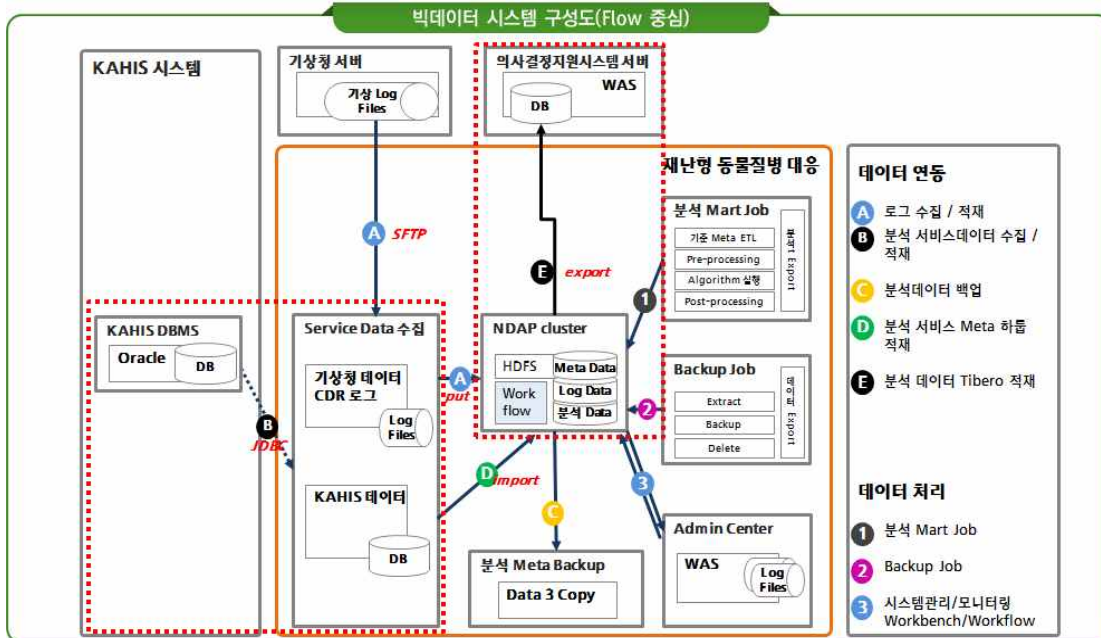 빅데이터 시스템 구성도(Flow 중심)
KAHIS 시스템
기상청 서버
기상 Log
Files
의사결정지원시스템 서버
WAS
DB
재난형 동물질병 대응
A
SFTP
E
export
분석 Mart Job
기준 Meta ETL
Pre-processing
Algorithm 실행
Post-processing
분석t Export
1
KAHIS DBMS
Oracle
DB
B
JDBC
Service Data 수집
기상청 데이터
CDR 로그
Log
Files
KAHIS 데이터
DB
A
put
D
import
NDAP cluster
HDFS
Work
flow
Meta Data
Log Data
분석 Data
Backup Job
Extract
Backup
Delete
데이터 Export
2
3
C
분석 Meta Backup
Data 3 Copy
Admin Center
WAS
Log
Files
데이터 연동
A 로그 수집 / 적재
B 분석 서비스데이터 수집 /
적재
C 분석데이터 백업
D 분석 서비스 Meta 하둡
적재
E 분석 데이터 Tibero 적재
데이터 처리
1 분석 Mart Job
2 Backup Job
3 시스템관리/모니터링
Workbench/Workflow